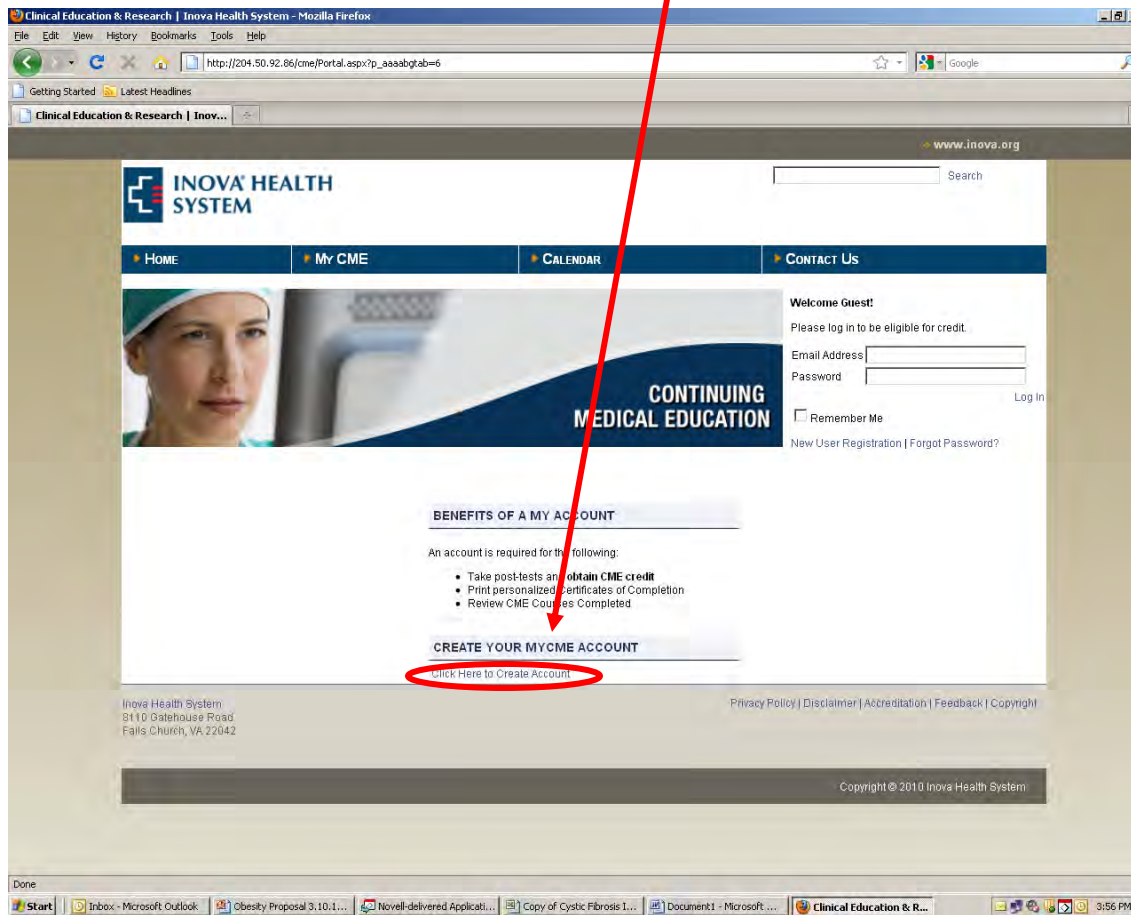 Clinical Education & Research | Inova Health System - Mozilla Firefox
File Edit View History Bookmarks Tools Help
http://204.50.92.86/cme/Portal.aspx?p_aaaabgtab=6
Google
Getting Started Latest Headlines
Clinical Education & Research | Inov...
www.inova.org
INOVA® HEALTH
SYSTEM
Search
HOME MY CME CALENDAR CONTACT US
CONTINUING
MEDICAL EDUCATION
Welcome Guest!
Please log in to be eligible for credit.
Email Address
Password
Log In
Remember Me
New User Registration | Forgot Password?
BENEFITS OF A MY ACCOUNT
An account is required for the following:
• Take post-tests and obtain CME credit
• Print personalized Certificates of Completion
• Review CME Courses Completed
CREATE YOUR MYCME ACCOUNT
Click Here to Create Account
Inova Health System
8110 Gatehouse Road
Falls Church, VA 22042
Privacy Policy | Disclaimer | Accreditation | Feedback | Copyright
Copyright © 2010 Inova Health System
Done
Start Inbox - Microsoft Outlook Obesity Proposal 3.10.1... Novell-delivered Applicati... Copy of Cystic Fibrosis I... Document1 - Microsoft ... Clinical Education & R... 3:56 PM